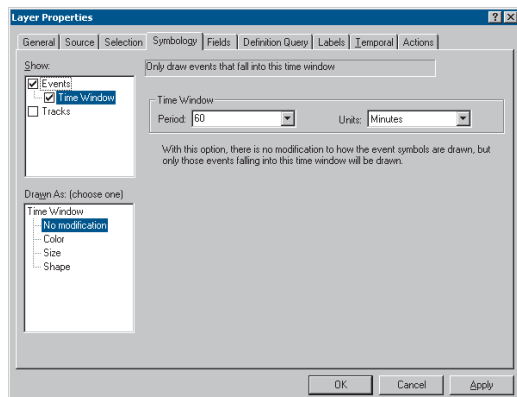 Layer Properties
General Source Selection Symbology Fields Definition Query Labels Temporal Actions
Show:
Events
Time Window
Tracks
Only draw events that fall into this time window
Time Window
Period: 60 Units: Minutes
With this option, there is no modification to how the event symbols are drawn, but
only those events falling into this time window will be drawn.
Drawn As: (choose one)
Time Window
No modification
Color
Size
Shape
OK Cancel Apply